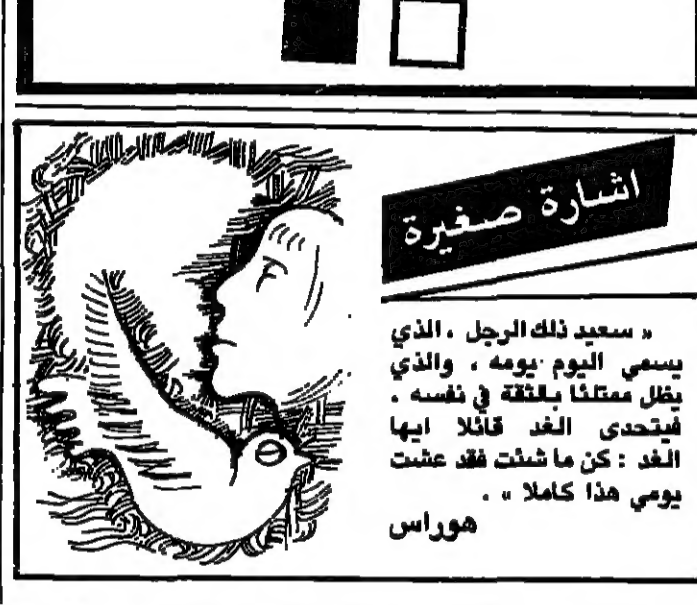 اشارة صغيرة
« سعيد ذلك الرجل ، الذي
يسمي اليوم يومه ، والذي
يظل ممتلئا بالثقة في نفسه .
فيتحدى الغد قائلا ايها
الغد : كن ما شئت فقد عشت
يومي هذا كاملا » .
هوراس